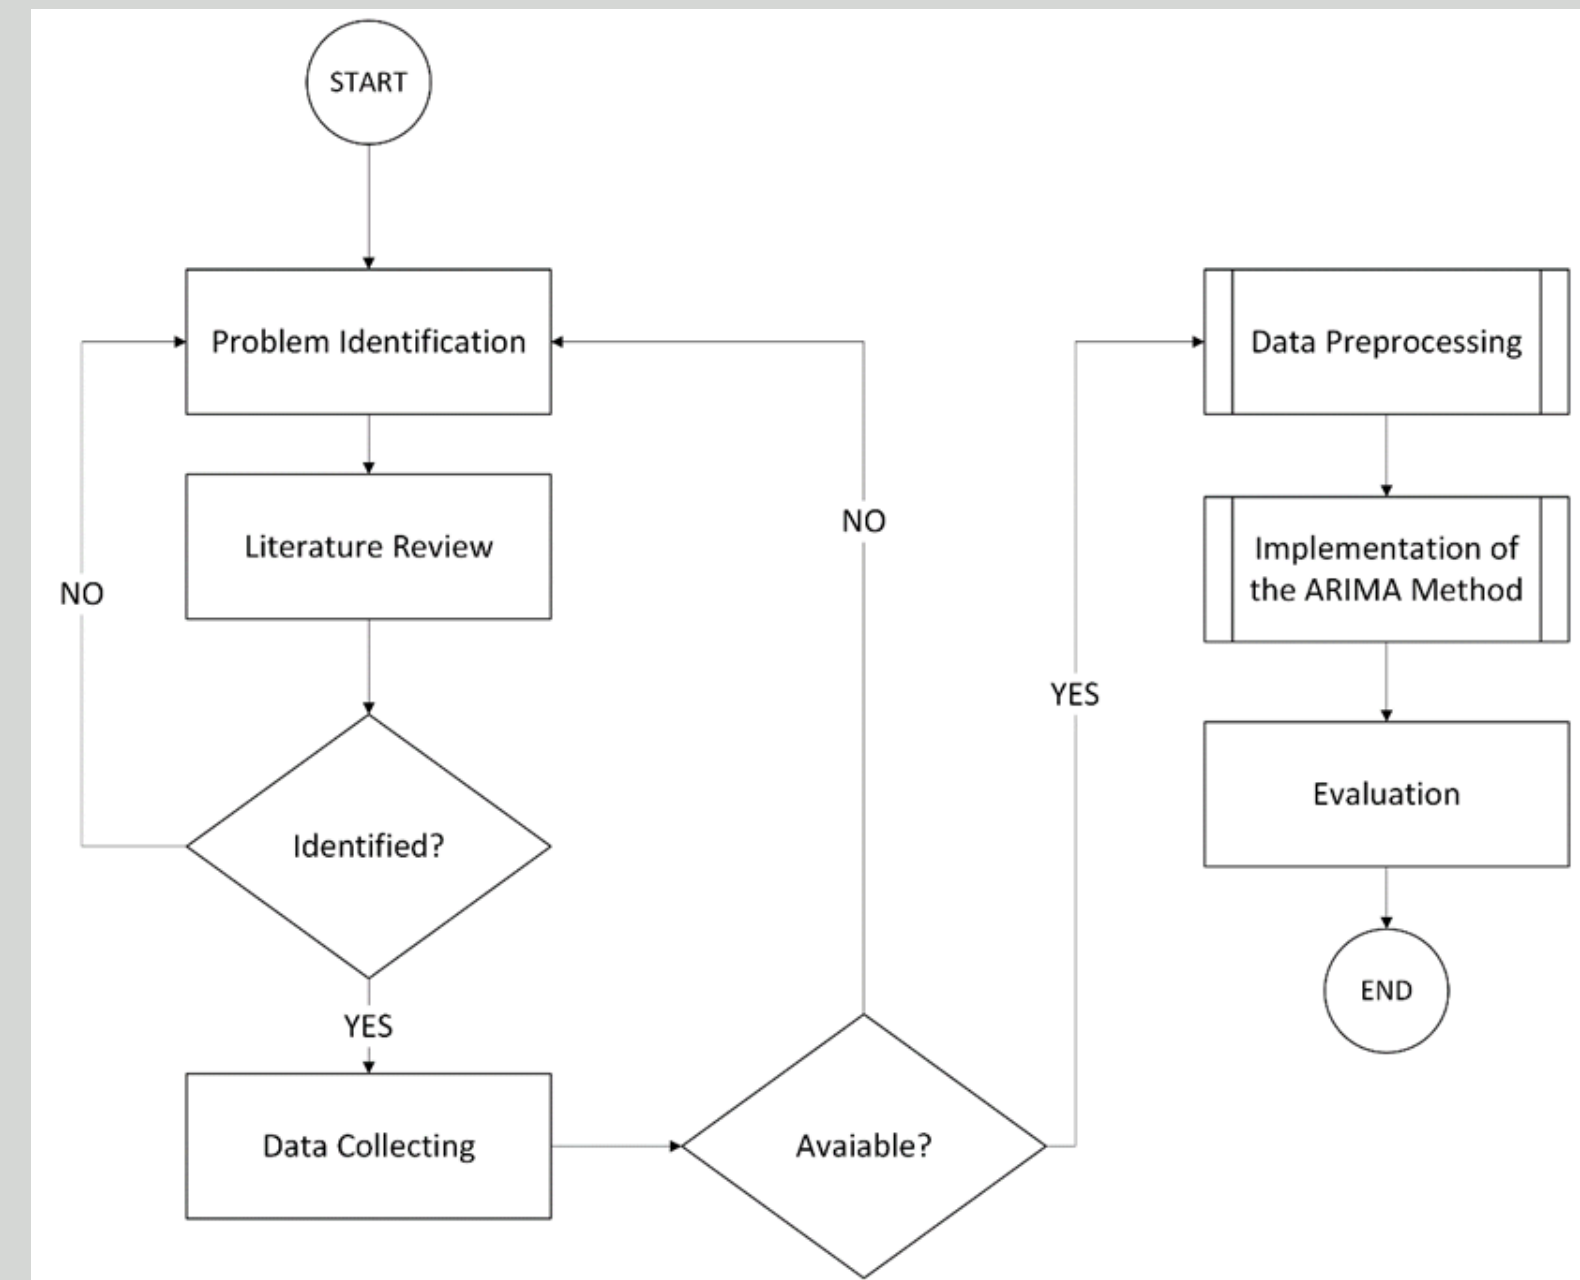 START
Problem Identification
Literature Review
NO
Identified?
YES
Data Collecting
Avaiable?
NO
YES
Data Preprocessing
Implementation of
the ARIMA Method
Evaluation
END